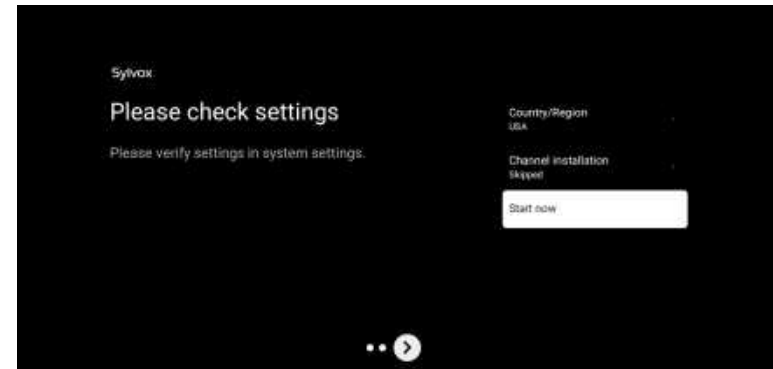 Sylvox
Please check settings
Please verify settings in system settings.
Country/Region
USA
Channel installation
Skipped
Start now